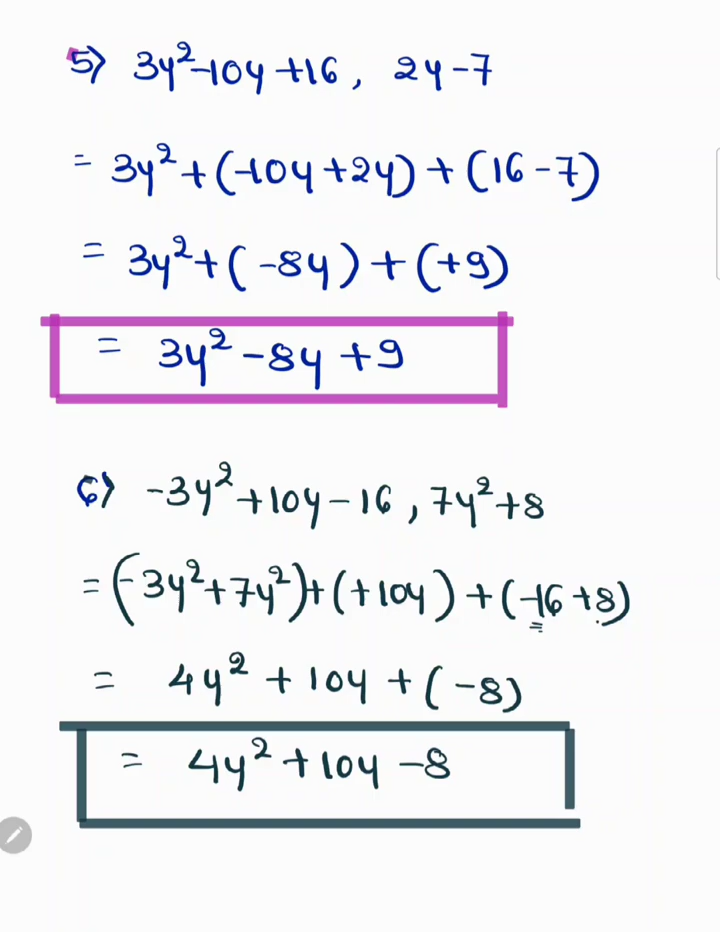 5) 3y²-10y+16, 2y-7
= 3y²+(-10y+2y)+(16-7)
= 3y²+(-8y)+(+9)
= 3y²-8y+9
6) -3y²+10y-16, 7y²+8
= (-3y²+7y²)+(+10y)+(-16+8)
= 4y²+10y+(-8)
= 4y²+10y-8